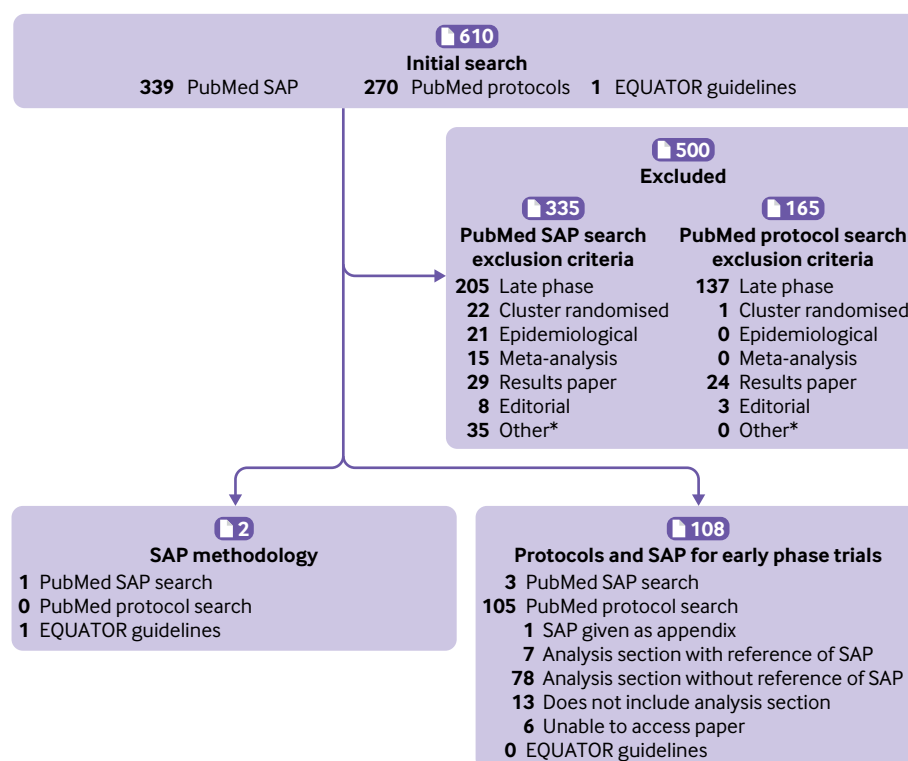 610
Initial search
339 PubMed SAP 270 PubMed protocols 1 EQUATOR guidelines
500
Excluded
335
PubMed SAP search
exclusion criteria
205 Late phase
22 Cluster randomised
21 Epidemiological
15 Meta-analysis
29 Results paper
8 Editorial
35 Other*
165
PubMed protocol search
exclusion criteria
137 Late phase
1 Cluster randomised
0 Epidemiological
0 Meta-analysis
24 Results paper
3 Editorial
0 Other*
2
SAP methodology
1 PubMed SAP search
0 PubMed protocol search
1 EQUATOR guidelines
108
Protocols and SAP for early phase trials
3 PubMed SAP search
105 PubMed protocol search
1 SAP given as appendix
7 Analysis section with reference of SAP
78 Analysis section without reference of SAP
13 Does not include analysis section
6 Unable to access paper
0 EQUATOR guidelines